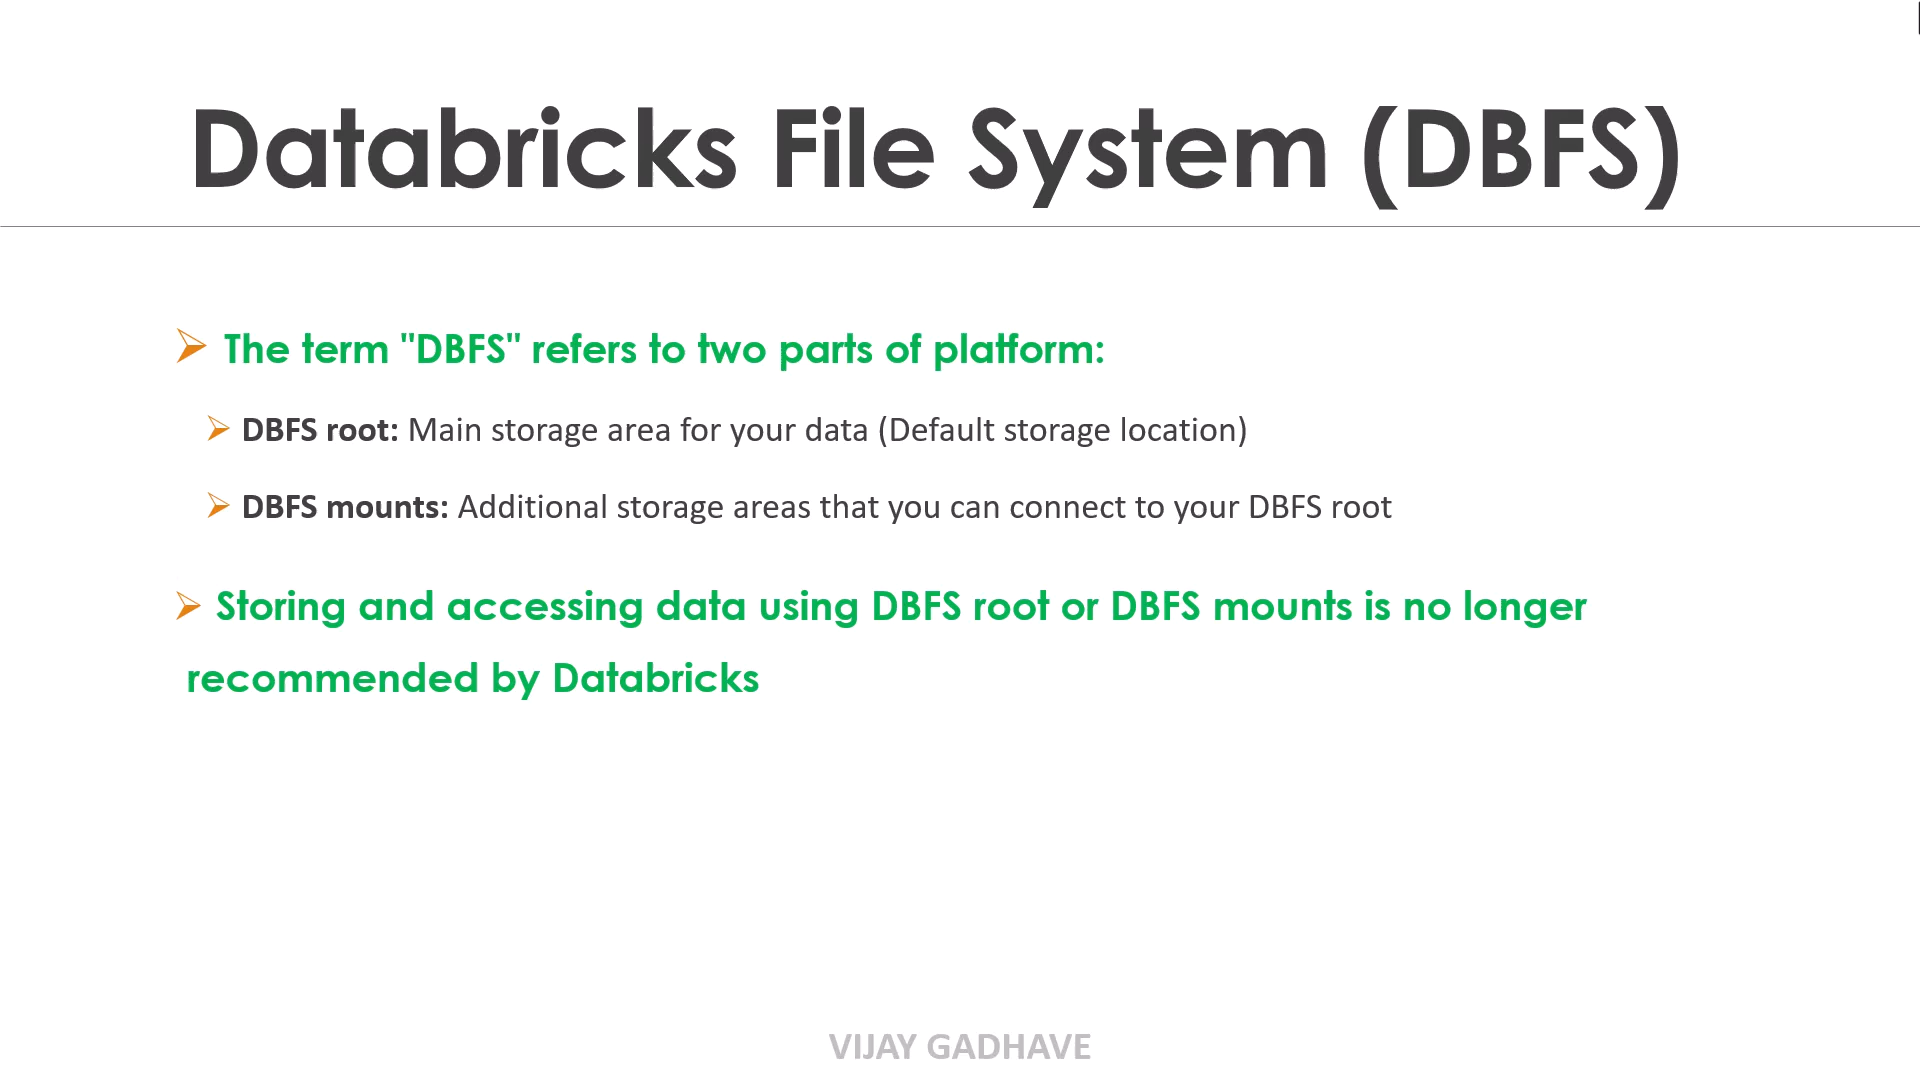 Databricks File System (DBFS)
The term "DBFS" refers to two parts of platform:
DBFS root: Main storage area for your data (Default storage location)
DBFS mounts: Additional storage areas that you can connect to your DBFS root
Storing and accessing data using DBFS root or DBFS mounts is no longer
recommended by Databricks
VIJAY GADHAVE